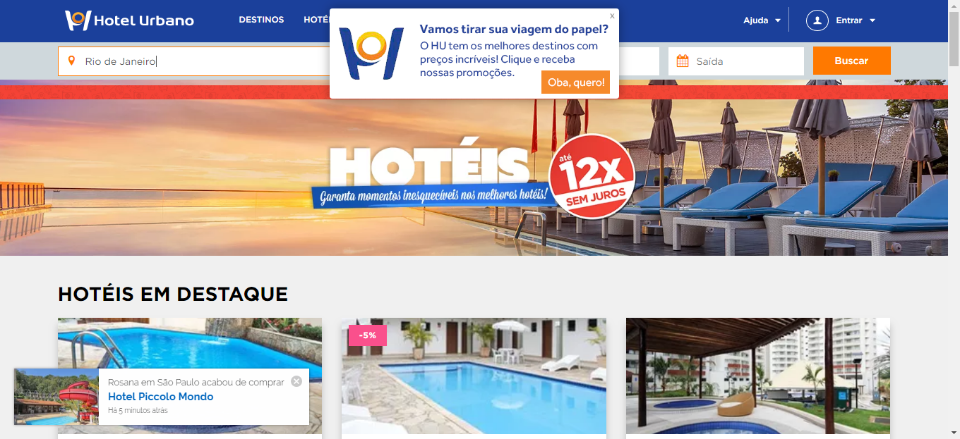 Hotel Urbano
DESTINOS
Ajuda
Entrar
x
Vamos tirar sua viagem do papel?
O HU tem os melhores destinos com
preços incríveis! Clique e receba
nossas promoções.
Oba, quero!
Rio de Janeiro
Saída
Buscar
HOTÉIS
Garanta momentos inesquecíveis nos melhores hotéis!
até
12x
SEM JUROS
HOTÉIS EM DESTAQUE
-5%
Rosana em São Paulo acabou de comprar
Hotel Piccolo Mondo
Há 5 minutos atrás